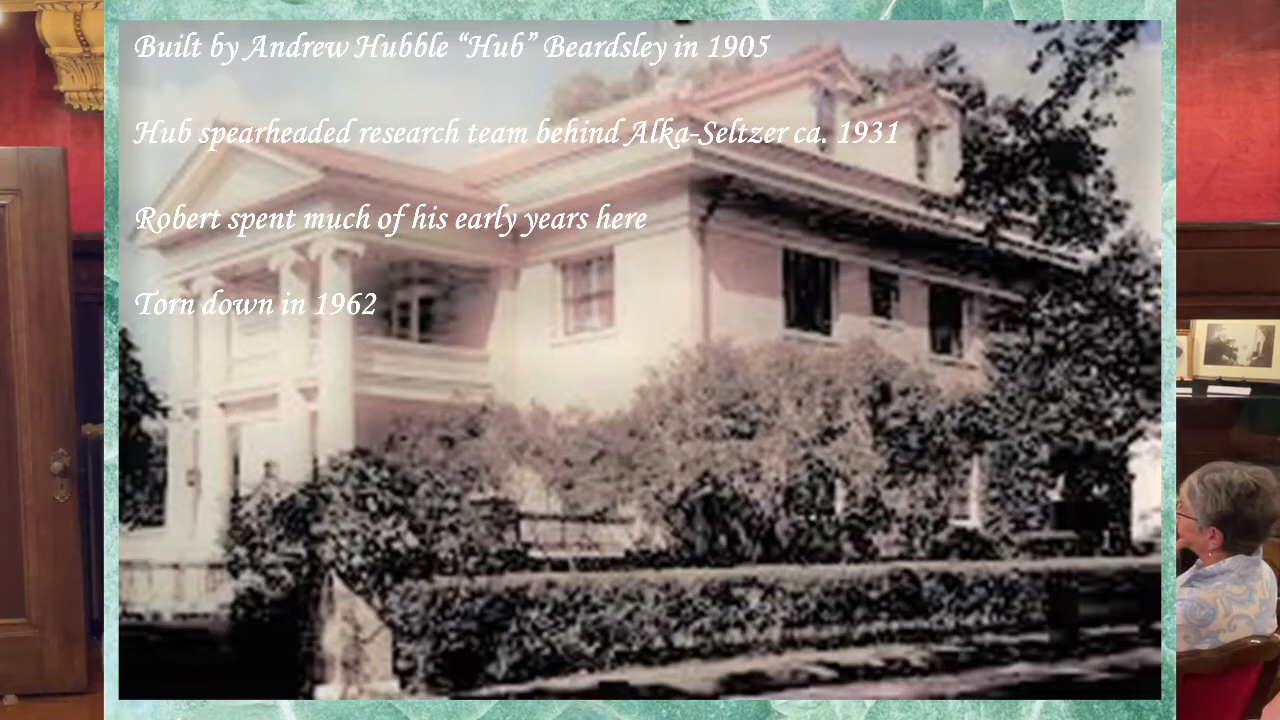 Built by Andrew Hubble “Hub” Beardsley in 1905
Hub spearheaded research team behind Alka-Seltzer ca. 1931
Robert spent much of his early years here
Torn down in 1962